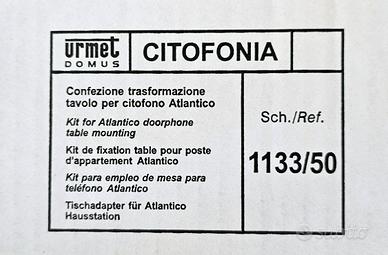 urmet
DOMUS
CITOFONIA
Confezione trasformazione
tavolo per citofono Atlantico
Kit for Atlantico doorphone
table mounting
Kit de fixation table pour poste
d'appartement Atlantico
Kit para empleo de mesa para
teléfono Atlantico
Tischadapter für Atlantico
Hausstation
Sch./Ref.
1133/50
subito